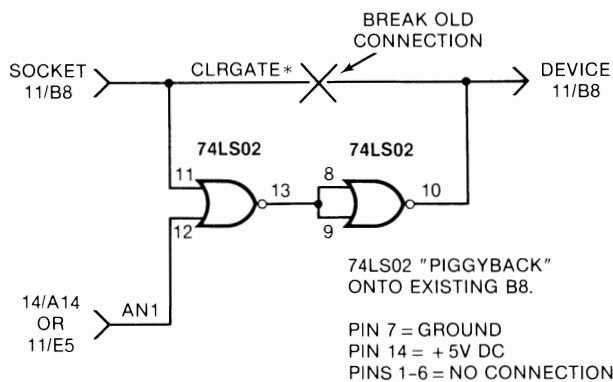 BREAK OLD
CONNECTION
SOCKET
11/B8
CLRGATE*
DEVICE
11/B8
74LS02
74LS02
11
12
13
8
9
10
14/A14
OR
11/E5
AN1
74LS02 "PIGGYBACK"
ONTO EXISTING B8.
PIN 7 = GROUND
PIN 14 = +5V DC
PINS 1-6 = NO CONNECTION